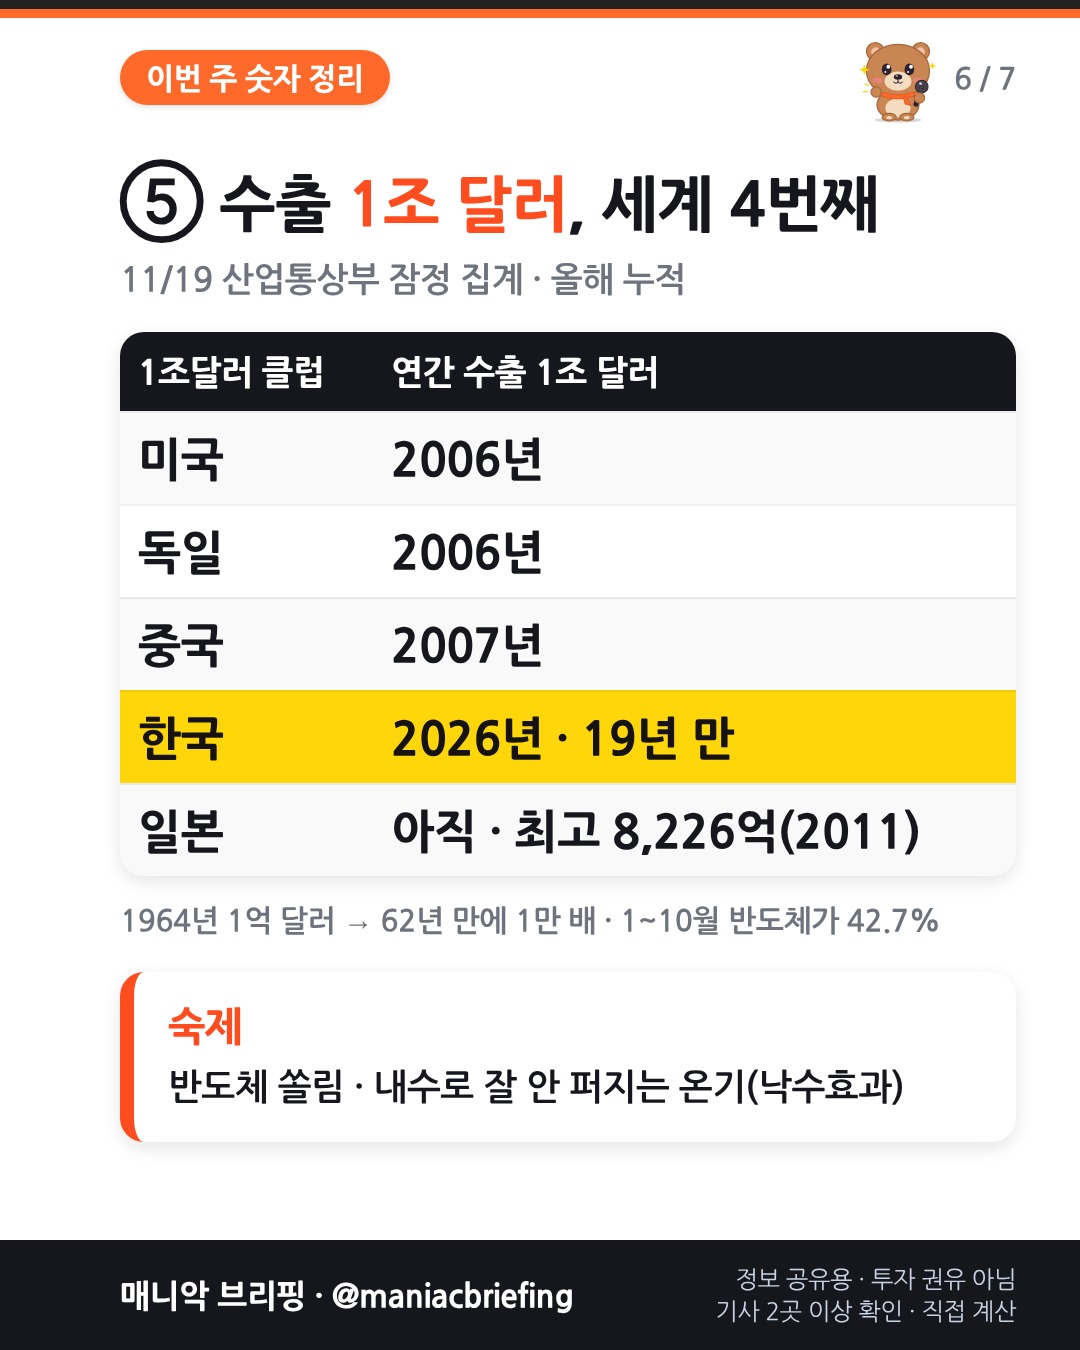 이번 주 숫자 정리
6 / 7
⑤ 수출 1조 달러, 세계 4번째
11/19 산업통상부 잠정 집계 · 올해 누적
1조달러 클럽 연간 수출 1조 달러
미국 2006년
독일 2006년
중국 2007년
한국 2026년 · 19년 만
일본 아직 · 최고 8,226억(2011)
1964년 1억 달러 → 62년 만에 1만 배 · 1~10월 반도체가 42.7%
숙제
반도체 쏠림 · 내수로 잘 안 퍼지는 온기(낙수효과)
매니악 브리핑 · @maniacbriefing
정보 공유용 · 투자 권유 아님
기사 2곳 이상 확인 · 직접 계산